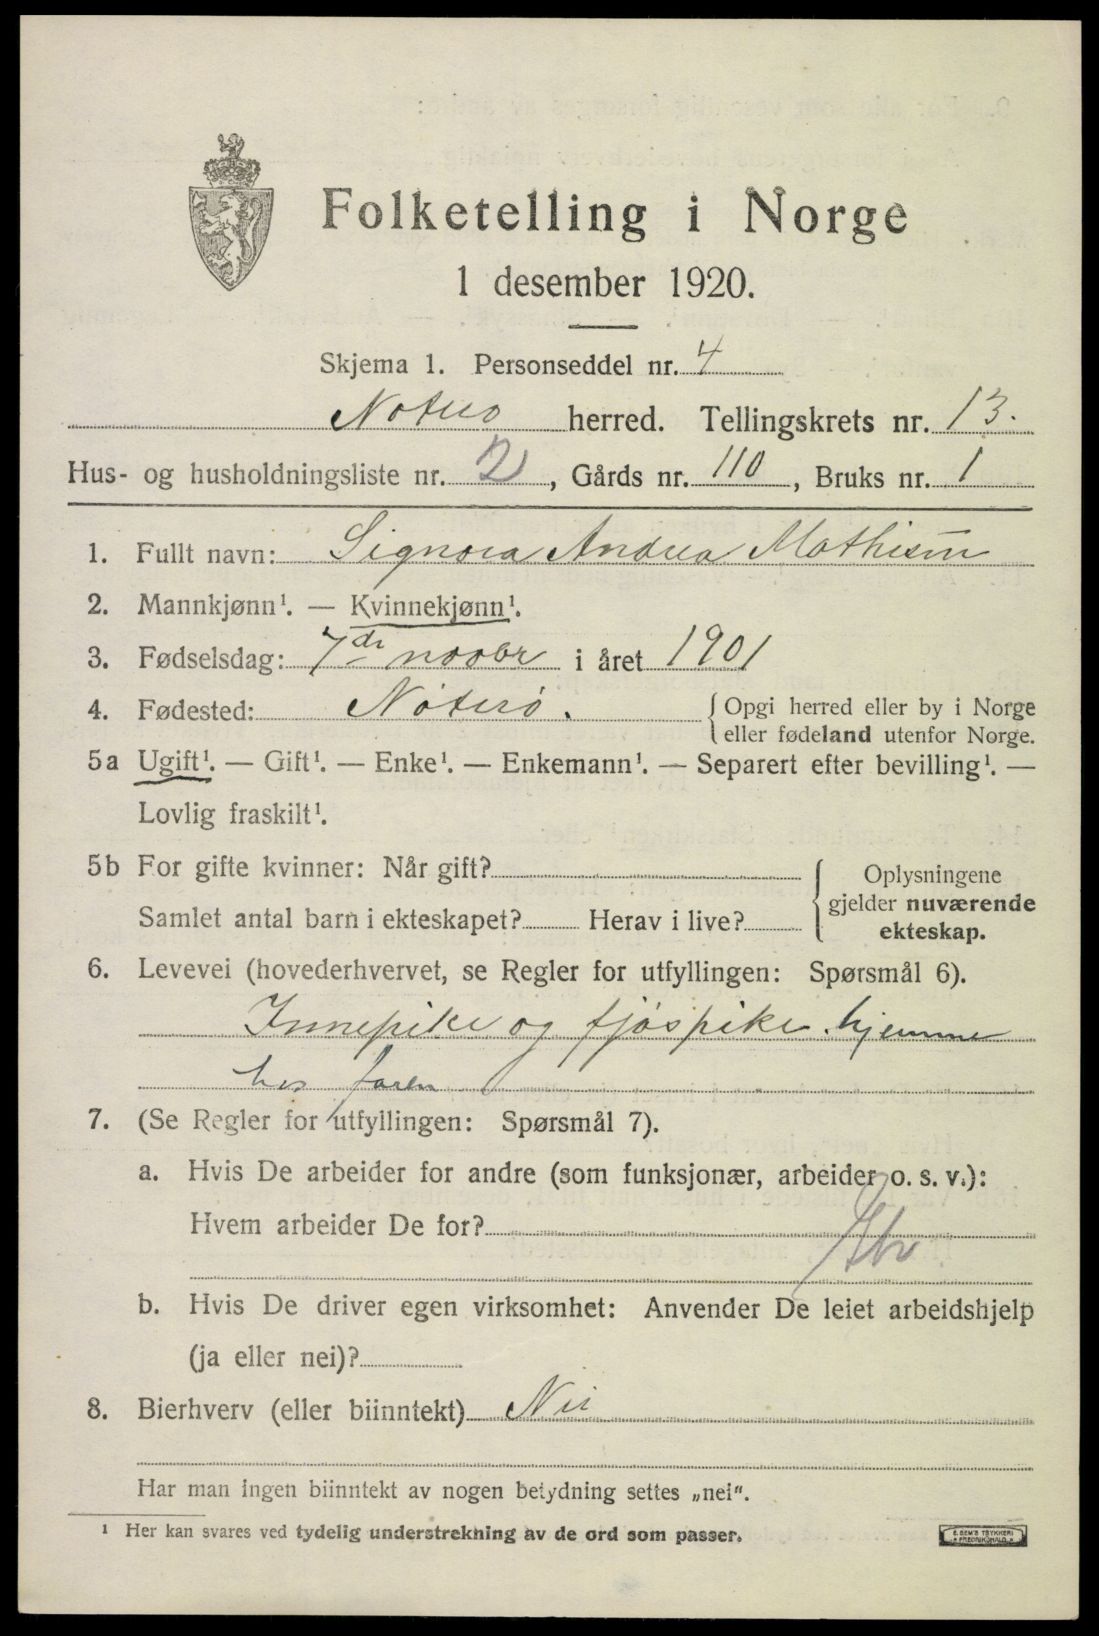 Folketelling i Norge
1 desember 1920.
Skjema 1. Personseddel nr. 4
Nøterø herred. Tellingskrets nr. 13.
Hus- og husholdningsliste nr. 2, Gårds nr. 110, Bruks nr. 1
1. Fullt navn: Signora Andrea Mathisen
2. Mannkjønn¹. — Kvinnekjønn¹.
3. Fødselsdag: 7de novbr i året 1901
4. Fødested: Nøterø. { Opgi herred eller by i Norge
eller fødeland utenfor Norge.
5a Ugift¹. — Gift¹. — Enke¹. — Enkemann¹. — Separert efter bevilling¹. —
Lovlig fraskilt¹.
5b For gifte kvinner: Når gift?
Samlet antal barn i ekteskapet? Herav i live?
{ Oplysningene
gjelder nuværende
ekteskap.
6. Levevei (hovederhvervet, se Regler for utfyllingen: Spørsmål 6).
Innepike og fjøspike hjemme
hos faren
7. (Se Regler for utfyllingen: Spørsmål 7).
a. Hvis De arbeider for andre (som funksjonær, arbeider o. s. v.):
Hvem arbeider De for?
b. Hvis De driver egen virksomhet: Anvender De leiet arbeidshjelp
(ja eller nei)?
8. Bierhverv (eller biinntekt) Nei
Har man ingen biinntekt av nogen betydning settes „nei“.
¹ Her kan svares ved tydelig understrekning av de ord som passer.
E. SEM'S TRYKKERI
FREDRIKSHALD